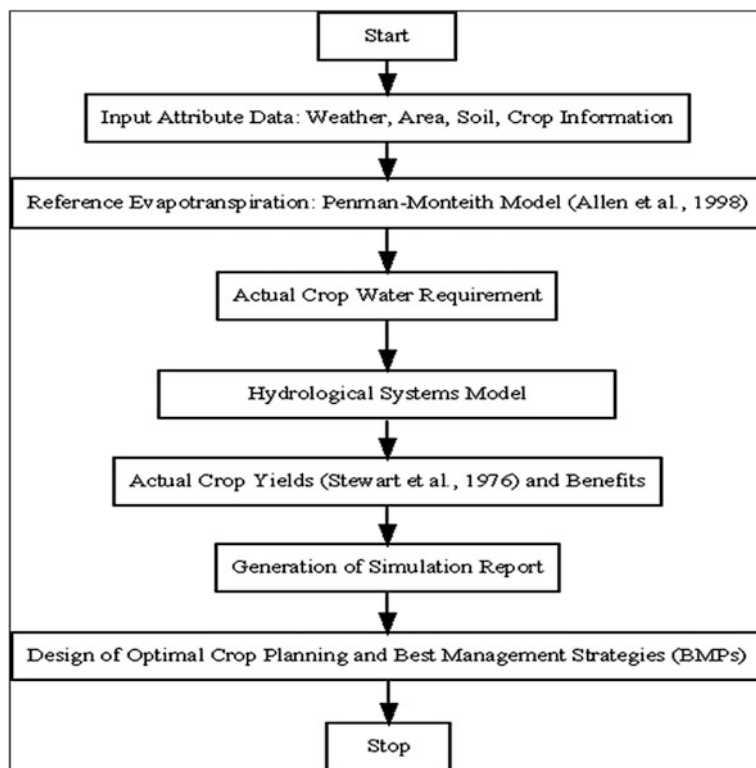 Start
Input Attribute Data: Weather, Area, Soil, Crop Information
Reference Evapotranspiration: Penman-Monteith Model (Allen et al., 1998)
Actual Crop Water Requirement
Hydrological Systems Model
Actual Crop Yields (Stewart et al., 1976) and Benefits
Generation of Simulation Report
Design of Optimal Crop Planning and Best Management Strategies (BMPs)
Stop